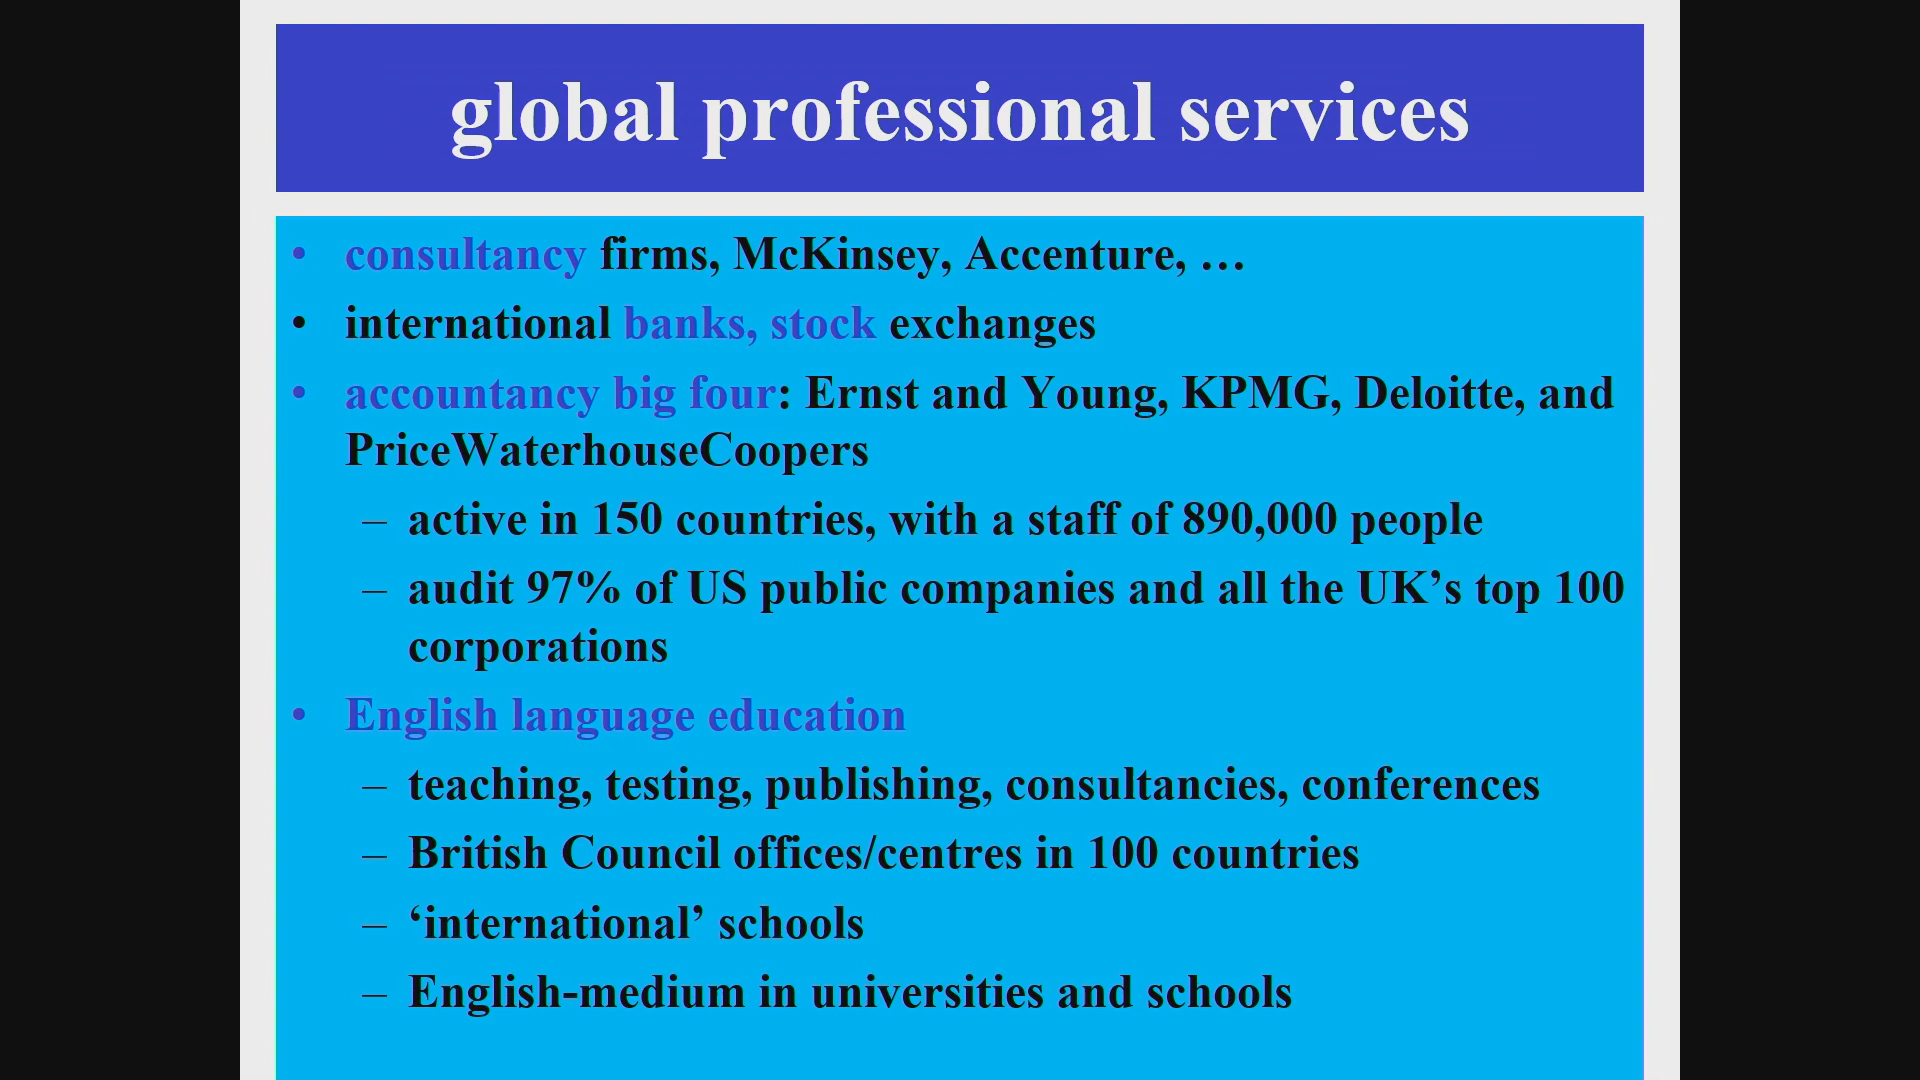 global professional services
• consultancy firms, McKinsey, Accenture, …
• international banks, stock exchanges
• accountancy big four: Ernst and Young, KPMG, Deloitte, and
PriceWaterhouseCoopers
– active in 150 countries, with a staff of 890,000 people
– audit 97% of US public companies and all the UK’s top 100
corporations
• English language education
– teaching, testing, publishing, consultancies, conferences
– British Council offices/centres in 100 countries
– ‘international’ schools
– English-medium in universities and schools